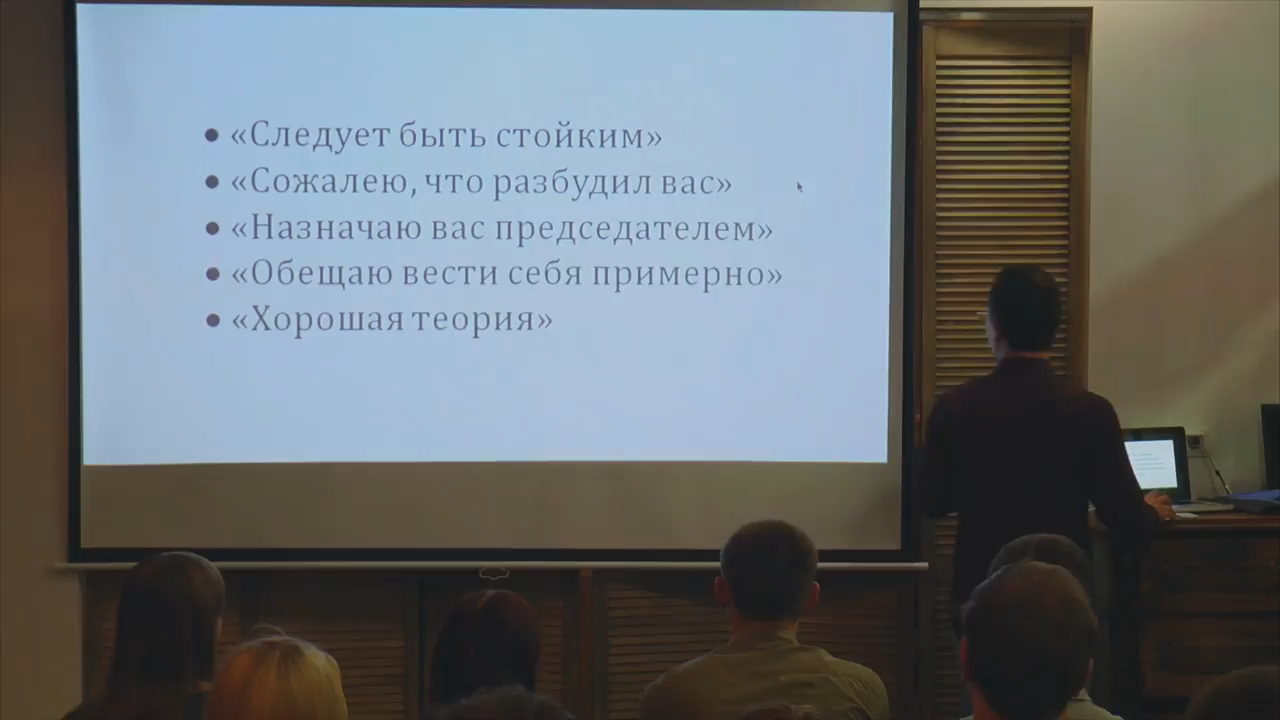 ● «Следует быть стойким»
● «Сожалею, что разбудил вас»
● «Назначаю вас председателем»
● «Обещаю вести себя примерно»
● «Хорошая теория»